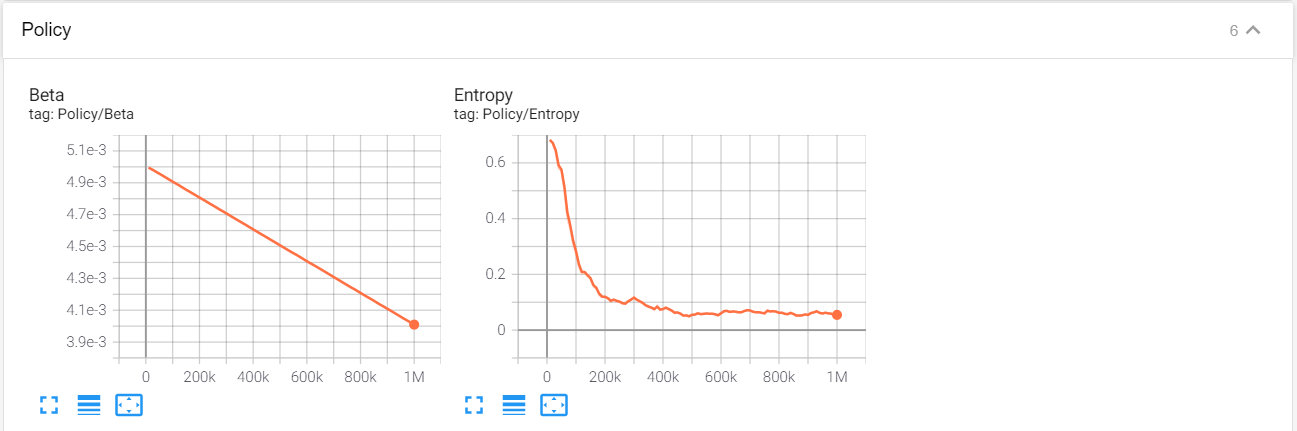 Policy
6
Beta
tag: Policy/Beta
5.1e-3
4.9e-3
4.7e-3
4.5e-3
4.3e-3
4.1e-3
3.9e-3
0 200k 400k 600k 800k 1M
Entropy
tag: Policy/Entropy
0.6
0.4
0.2
0
0 200k 400k 600k 800k 1M